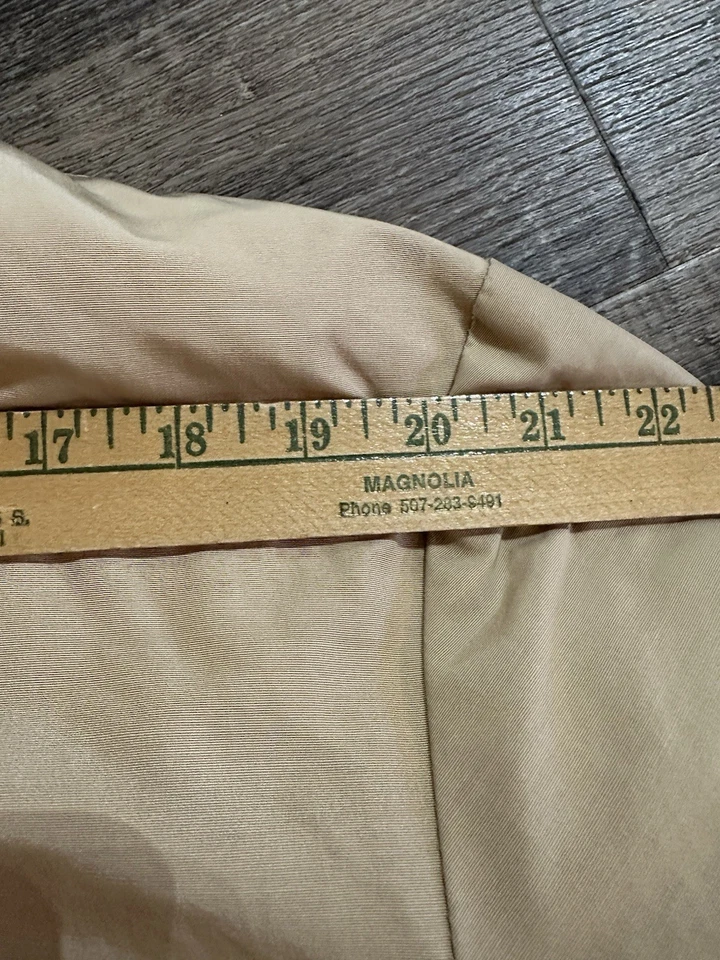 17 18 19 20 21 22
MAGNOLIA
Phone 507-283-9491
S.